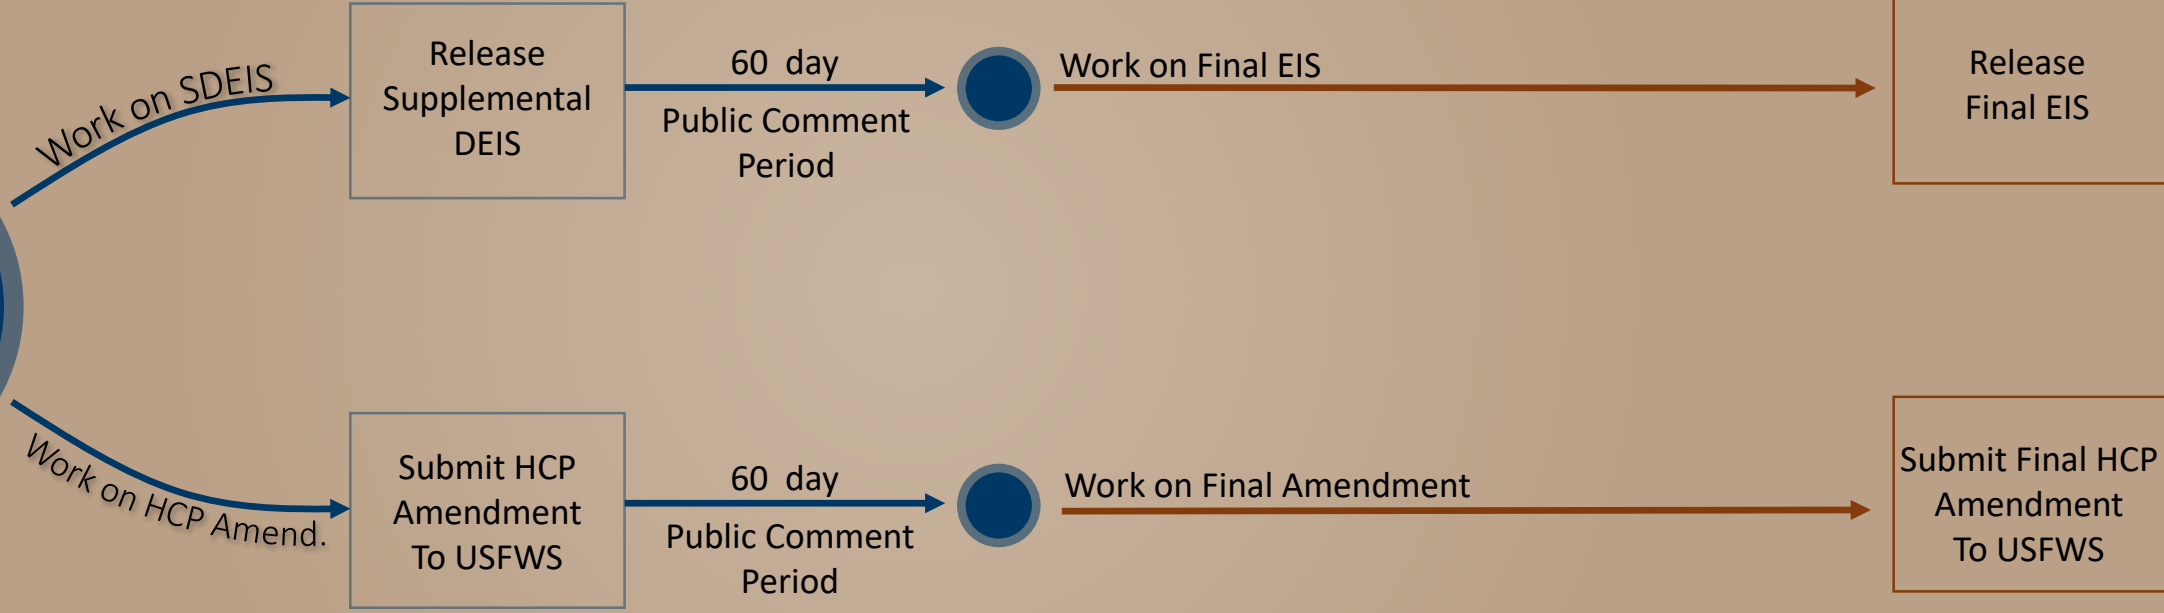 Work on SDEIS
Release
Supplemental
DEIS
60 day
Public Comment
Period
Work on Final EIS
Release
Final EIS
Work on HCP Amend.
Submit HCP
Amendment
To USFWS
60 day
Public Comment
Period
Work on Final Amendment
Submit Final HCP
Amendment
To USFWS